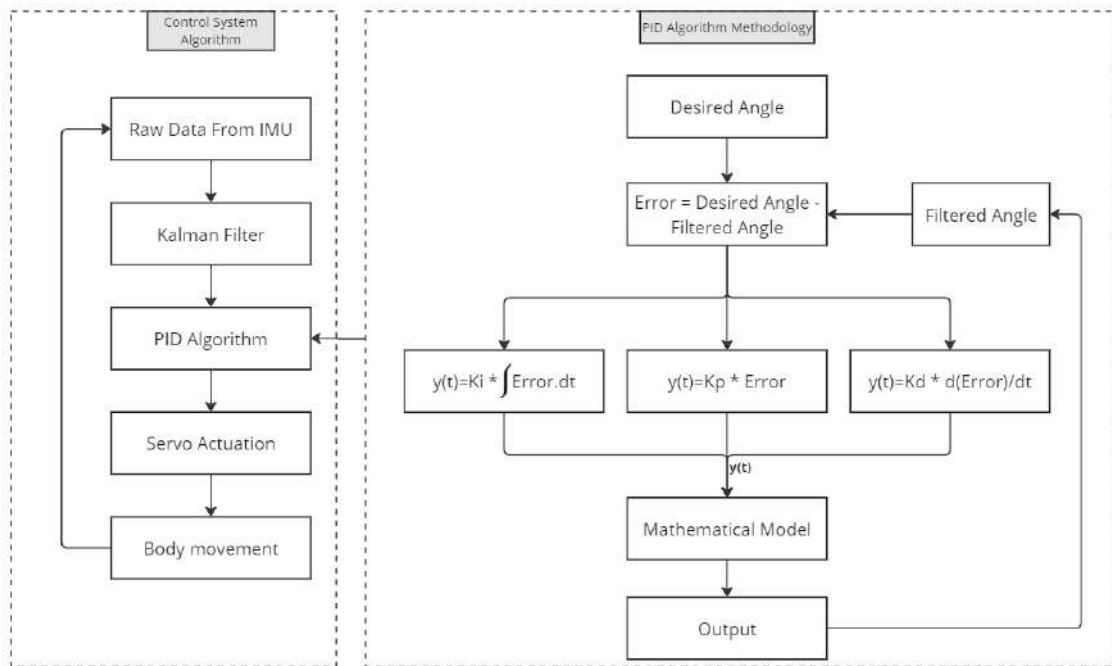 Control System
Algorithm
Raw Data From IMU
Kalman Filter
PID Algorithm
Servo Actuation
Body movement
PID Algorithm Methodology
Desired Angle
Error = Desired Angle -
Filtered Angle
Filtered Angle
y(t)=Ki * ∫Error.dt
y(t)=Kp * Error
y(t)=Kd * d(Error)/dt
y(t)
Mathematical Model
Output